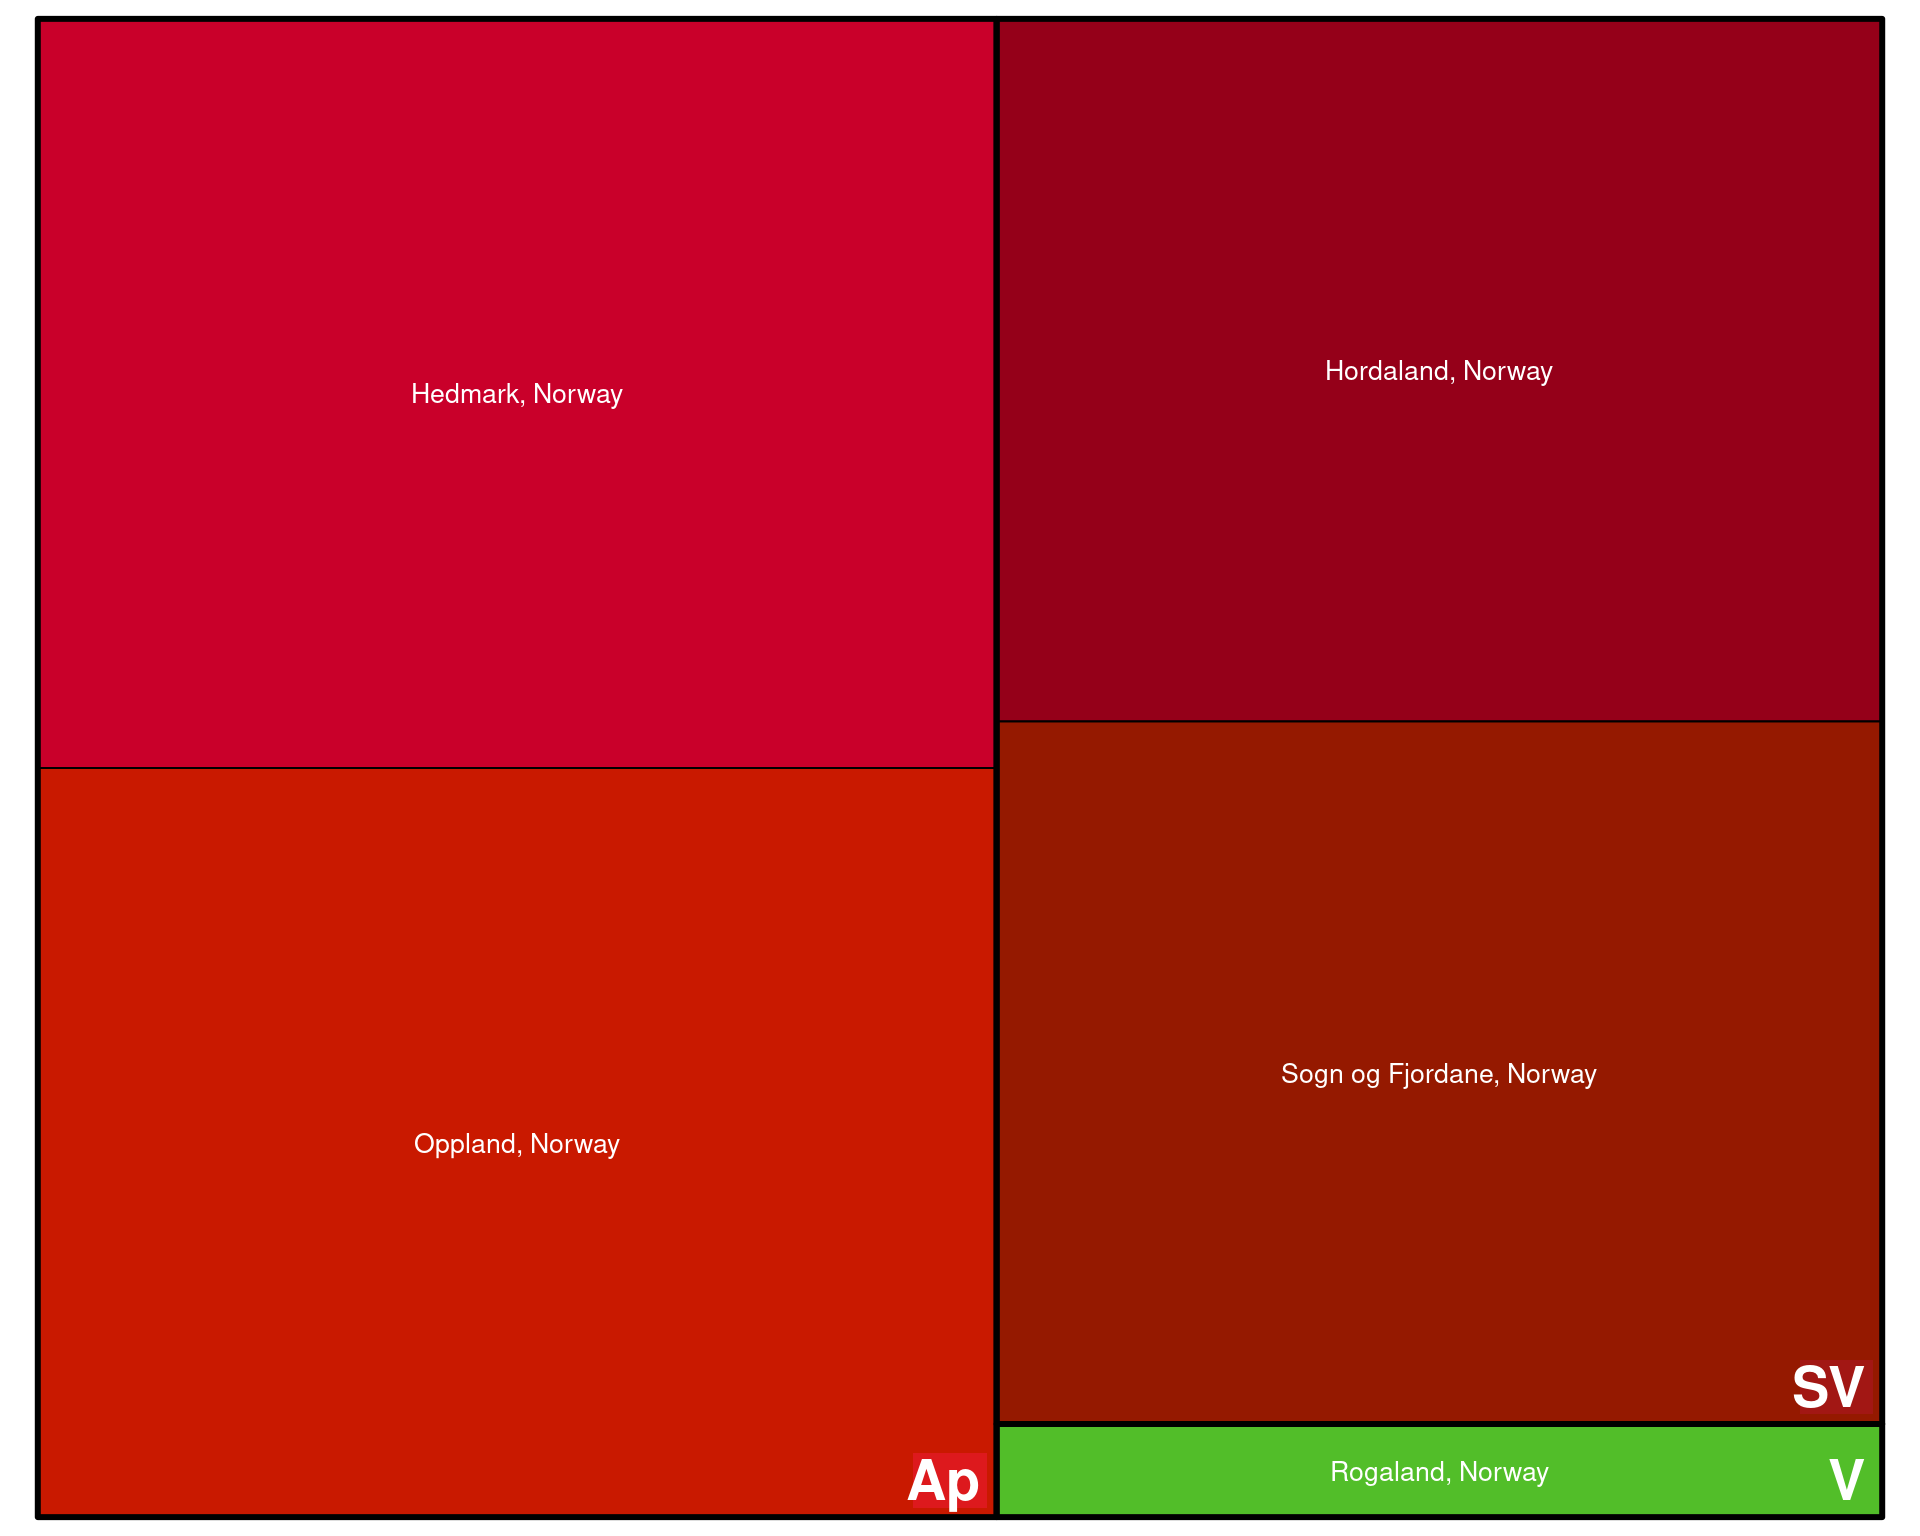 Hedmark, Norway
Oppland, Norway
Ap
Hordaland, Norway
Sogn og Fjordane, Norway
SV
Rogaland, Norway
V